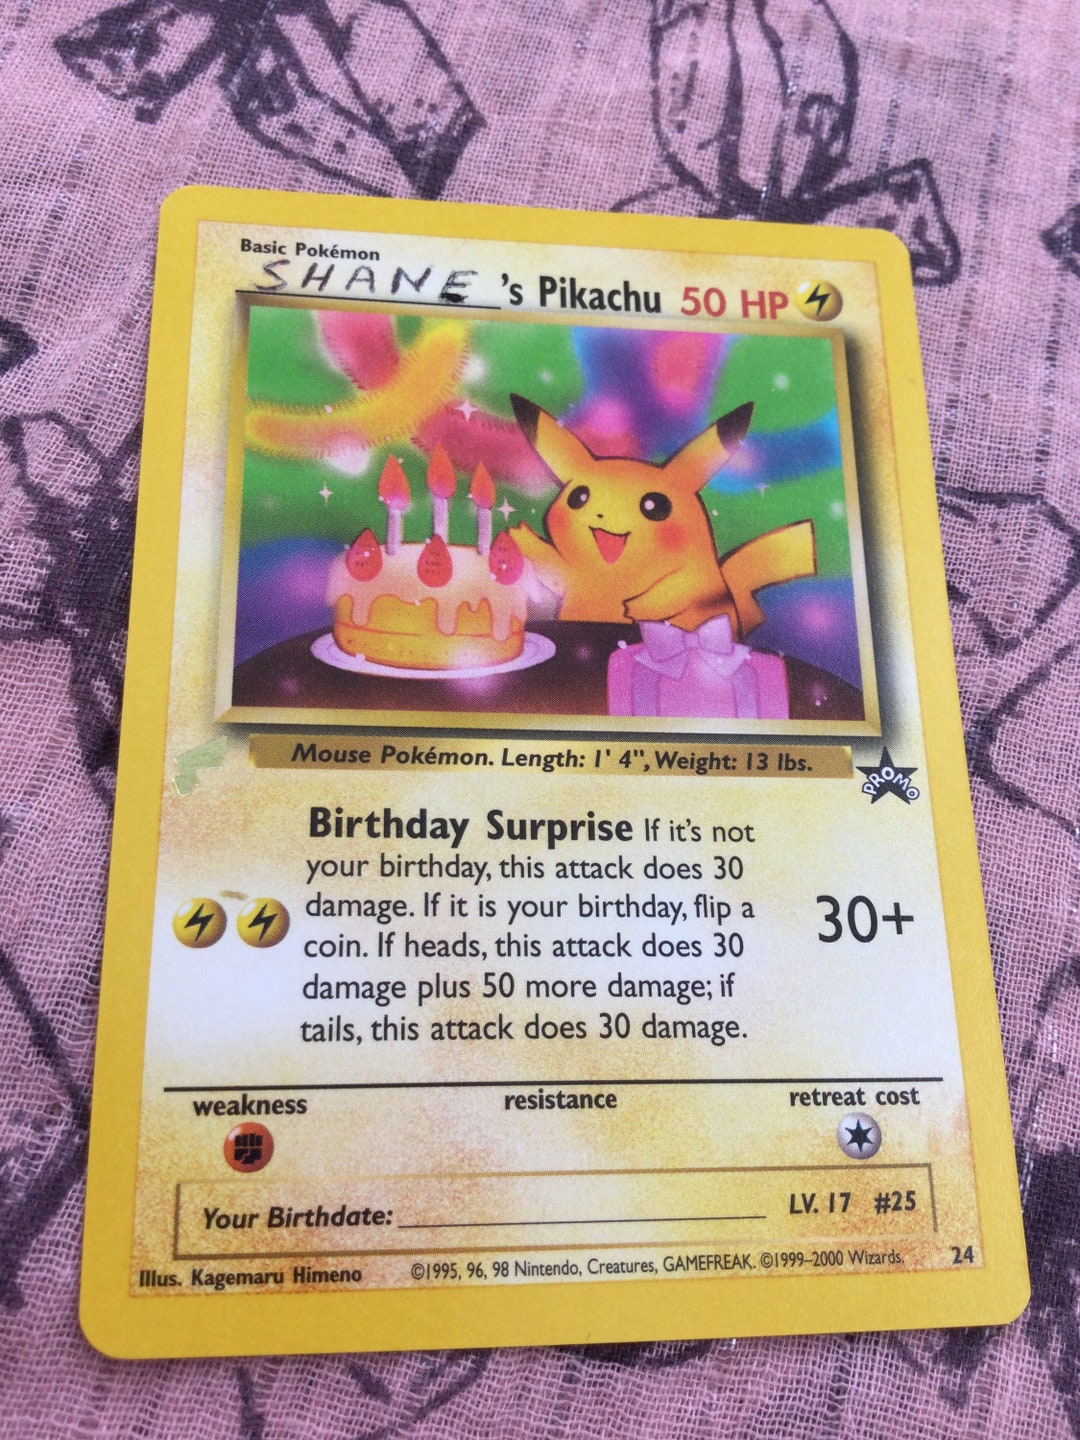 Basic Pokémon
SHANE 's Pikachu 50 HP
Mouse Pokémon. Length: 1' 4", Weight: 13 lbs.
PROMO
Birthday Surprise If it's not
your birthday, this attack does 30
damage. If it is your birthday, flip a
coin. If heads, this attack does 30
damage plus 50 more damage; if
tails, this attack does 30 damage.
30+
weakness resistance retreat cost
Your Birthdate: LV. 17 #25
Illus. Kagemaru Himeno ©1995, 96, 98 Nintendo, Creatures, GAMEFREAK. ©1999–2000 Wizards. 24